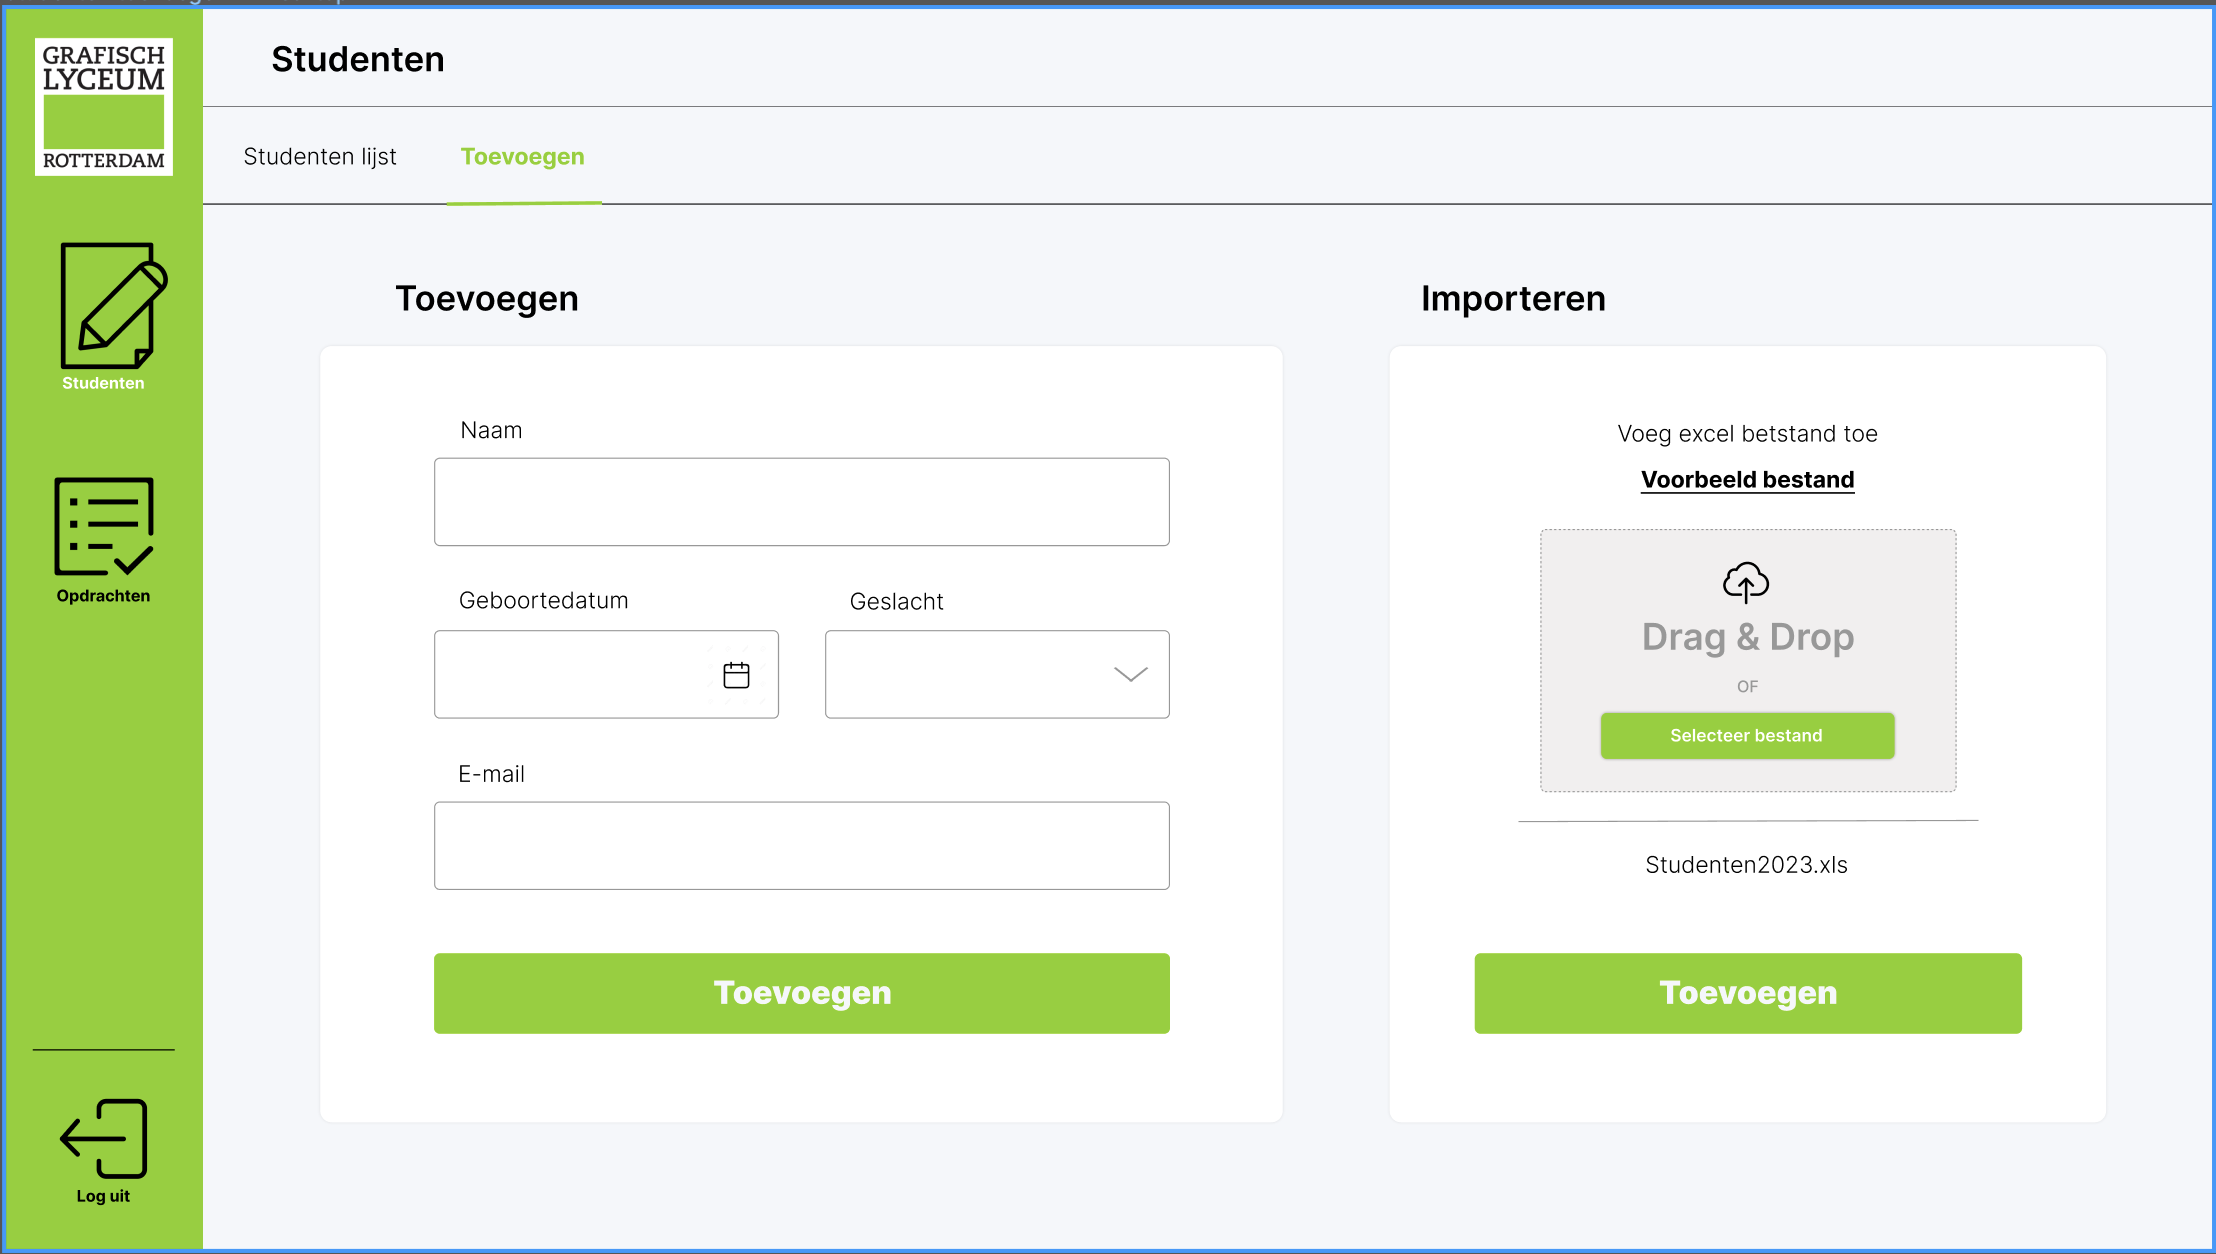 GRAFISCH
LYCEUM
ROTTERDAM
Studenten
Opdrachten
Log uit
Studenten
Studenten lijst
Toevoegen
Toevoegen
Naam
Geboortedatum
Geslacht
E-mail
Toevoegen
Importeren
Voeg excel betstand toe
Voorbeeld bestand
Drag & Drop
OF
Selecteer bestand
Studenten2023.xls
Toevoegen